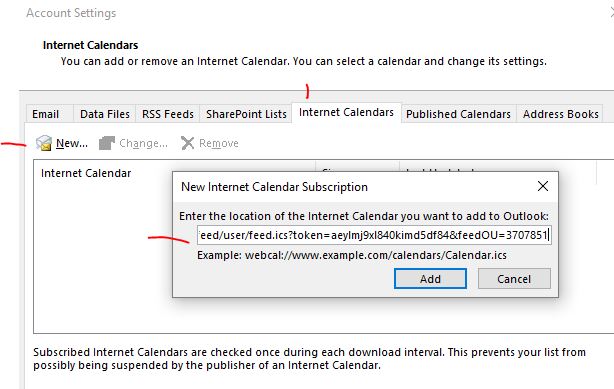 Account Settings
Internet Calendars
You can add or remove an Internet Calendar. You can select a calendar and change its settings.
Email Data Files RSS Feeds SharePoint Lists Internet Calendars Published Calendars Address Books
New... Change... Remove
Internet Calendar
New Internet Calendar Subscription
Enter the location of the Internet Calendar you want to add to Outlook:
eed/user/feed.ics?token=aeylmj9xl840kimd5df84&feedOU=3707851
Example: webcal://www.example.com/calendars/Calendar.ics
Add Cancel
Subscribed Internet Calendars are checked once during each download interval. This prevents your list from
possibly being suspended by the publisher of an Internet Calendar.